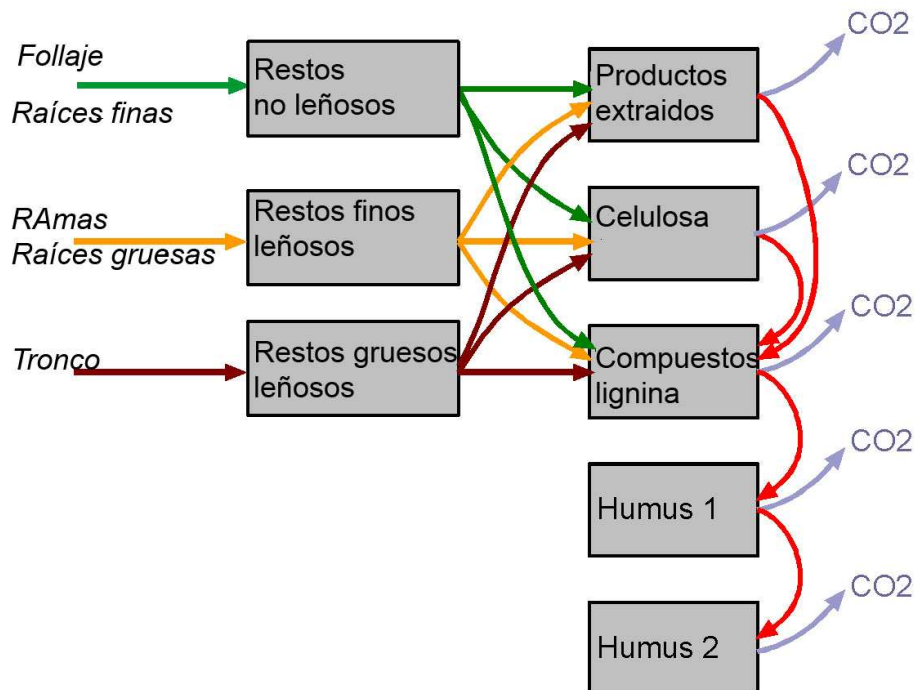 Follaje
Raíces finas
RAmas
Raíces gruesas
Tronco
Restos
no leñosos
Restos finos
leñosos
Restos gruesos
leñosos
Productos
extraidos
Celulosa
Compuestos
lignina
Humus 1
Humus 2
CO2
CO2
CO2
CO2
CO2